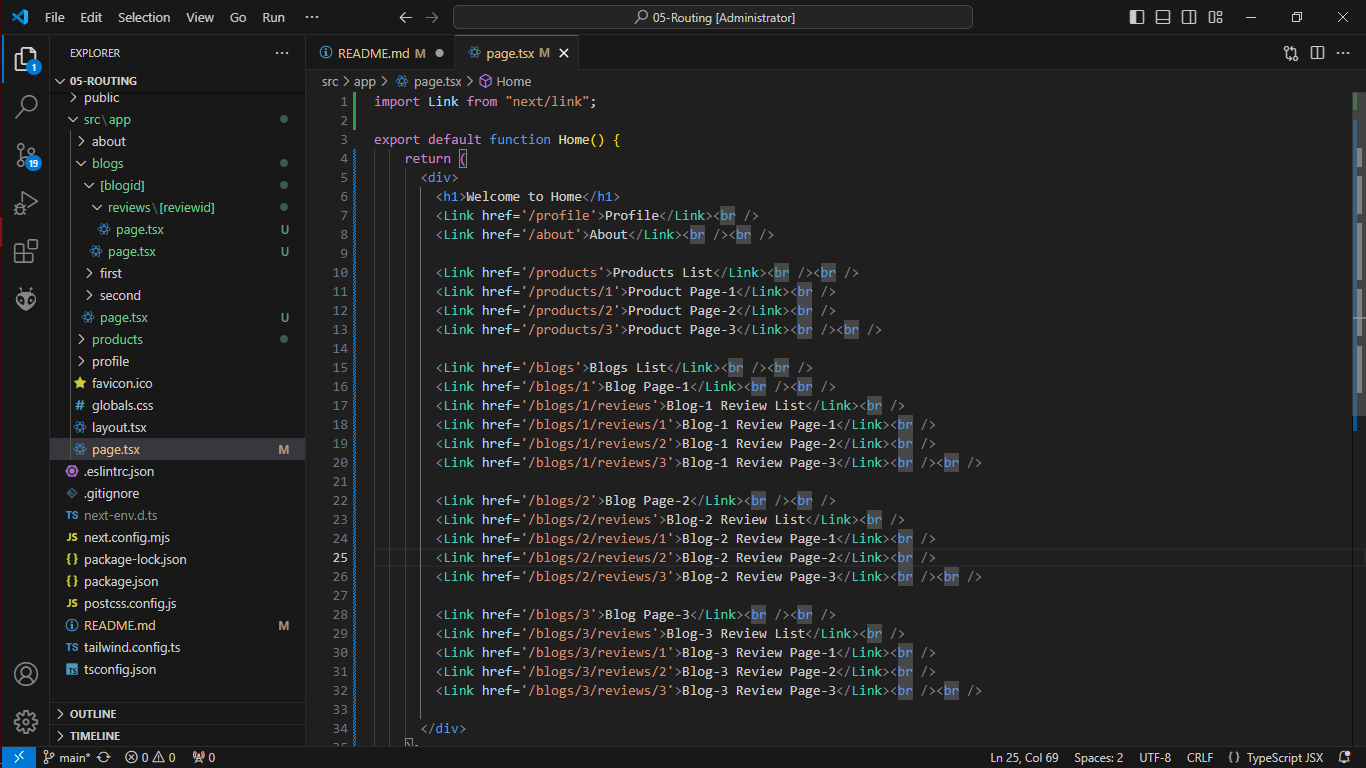 File Edit Selection View Go Run ··· 05-Routing [Administrator]
EXPLORER ···
05-ROUTING
public
src\app
about
blogs
[blogid]
reviews\[reviewid]
page.tsx U
page.tsx U
first
second
page.tsx U
products
profile
favicon.ico
globals.css
layout.tsx
page.tsx M
.eslintrc.json
.gitignore
next-env.d.ts
next.config.mjs
package-lock.json
package.json
postcss.config.js
README.md M
tailwind.config.ts
tsconfig.json
OUTLINE
TIMELINE
1
19
README.md M page.tsx M
src > app > page.tsx > Home
1 import Link from "next/link";
2
3 export default function Home() {
4 return (
5 <div>
6 <h1>Welcome to Home</h1>
7 <Link href='/profile'>Profile</Link><br />
8 <Link href='/about'>About</Link><br /><br />
9
10 <Link href='/products'>Products List</Link><br /><br />
11 <Link href='/products/1'>Product Page-1</Link><br />
12 <Link href='/products/2'>Product Page-2</Link><br />
13 <Link href='/products/3'>Product Page-3</Link><br /><br />
14
15 <Link href='/blogs'>Blogs List</Link><br /><br />
16 <Link href='/blogs/1'>Blog Page-1</Link><br /><br />
17 <Link href='/blogs/1/reviews'>Blog-1 Review List</Link><br />
18 <Link href='/blogs/1/reviews/1'>Blog-1 Review Page-1</Link><br />
19 <Link href='/blogs/1/reviews/2'>Blog-1 Review Page-2</Link><br />
20 <Link href='/blogs/1/reviews/3'>Blog-1 Review Page-3</Link><br /><br />
21
22 <Link href='/blogs/2'>Blog Page-2</Link><br /><br />
23 <Link href='/blogs/2/reviews'>Blog-2 Review List</Link><br />
24 <Link href='/blogs/2/reviews/1'>Blog-2 Review Page-1</Link><br />
25 <Link href='/blogs/2/reviews/2'>Blog-2 Review Page-2</Link><br />
26 <Link href='/blogs/2/reviews/3'>Blog-2 Review Page-3</Link><br /><br />
27
28 <Link href='/blogs/3'>Blog Page-3</Link><br /><br />
29 <Link href='/blogs/3/reviews'>Blog-3 Review List</Link><br />
30 <Link href='/blogs/3/reviews/1'>Blog-3 Review Page-1</Link><br />
31 <Link href='/blogs/3/reviews/2'>Blog-3 Review Page-2</Link><br />
32 <Link href='/blogs/3/reviews/3'>Blog-3 Review Page-3</Link><br /><br />
33
34 </div>
35 );
main* 0 0 0 Ln 25, Col 69 Spaces: 2 UTF-8 CRLF {} TypeScript JSX